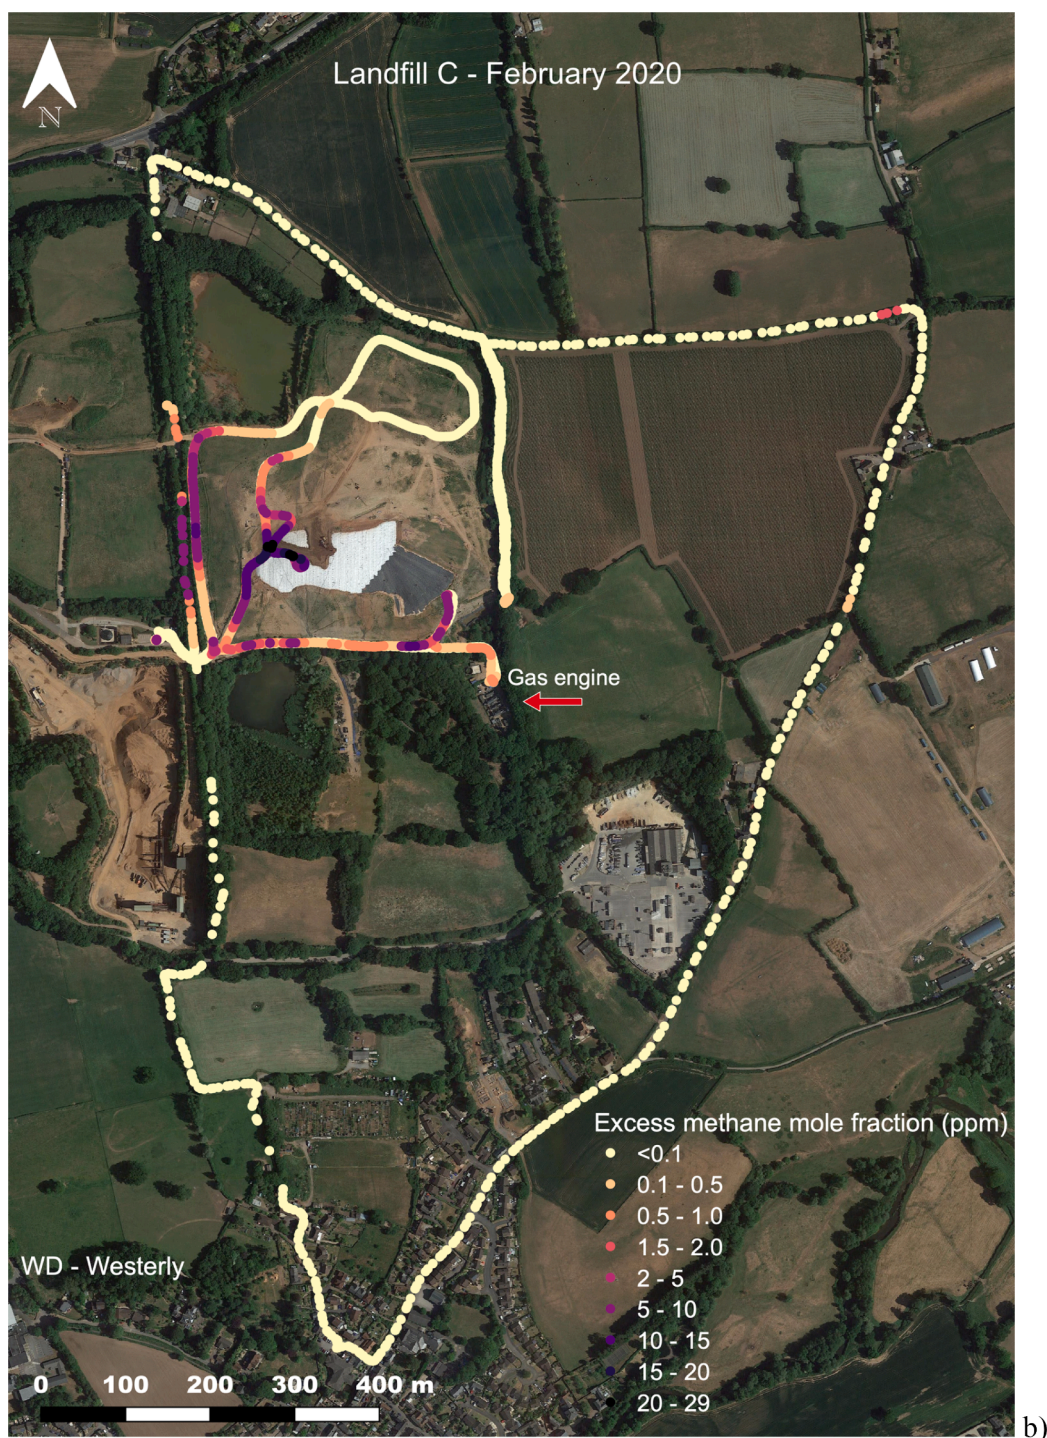 Landfill C - February 2020
N
Gas engine
Excess methane mole fraction (ppm)
<0.1
0.1 - 0.5
0.5 - 1.0
1.5 - 2.0
2 - 5
5 - 10
10 - 15
15 - 20
20 - 29
WD - Westerly
0 100 200 300 400 m
b)